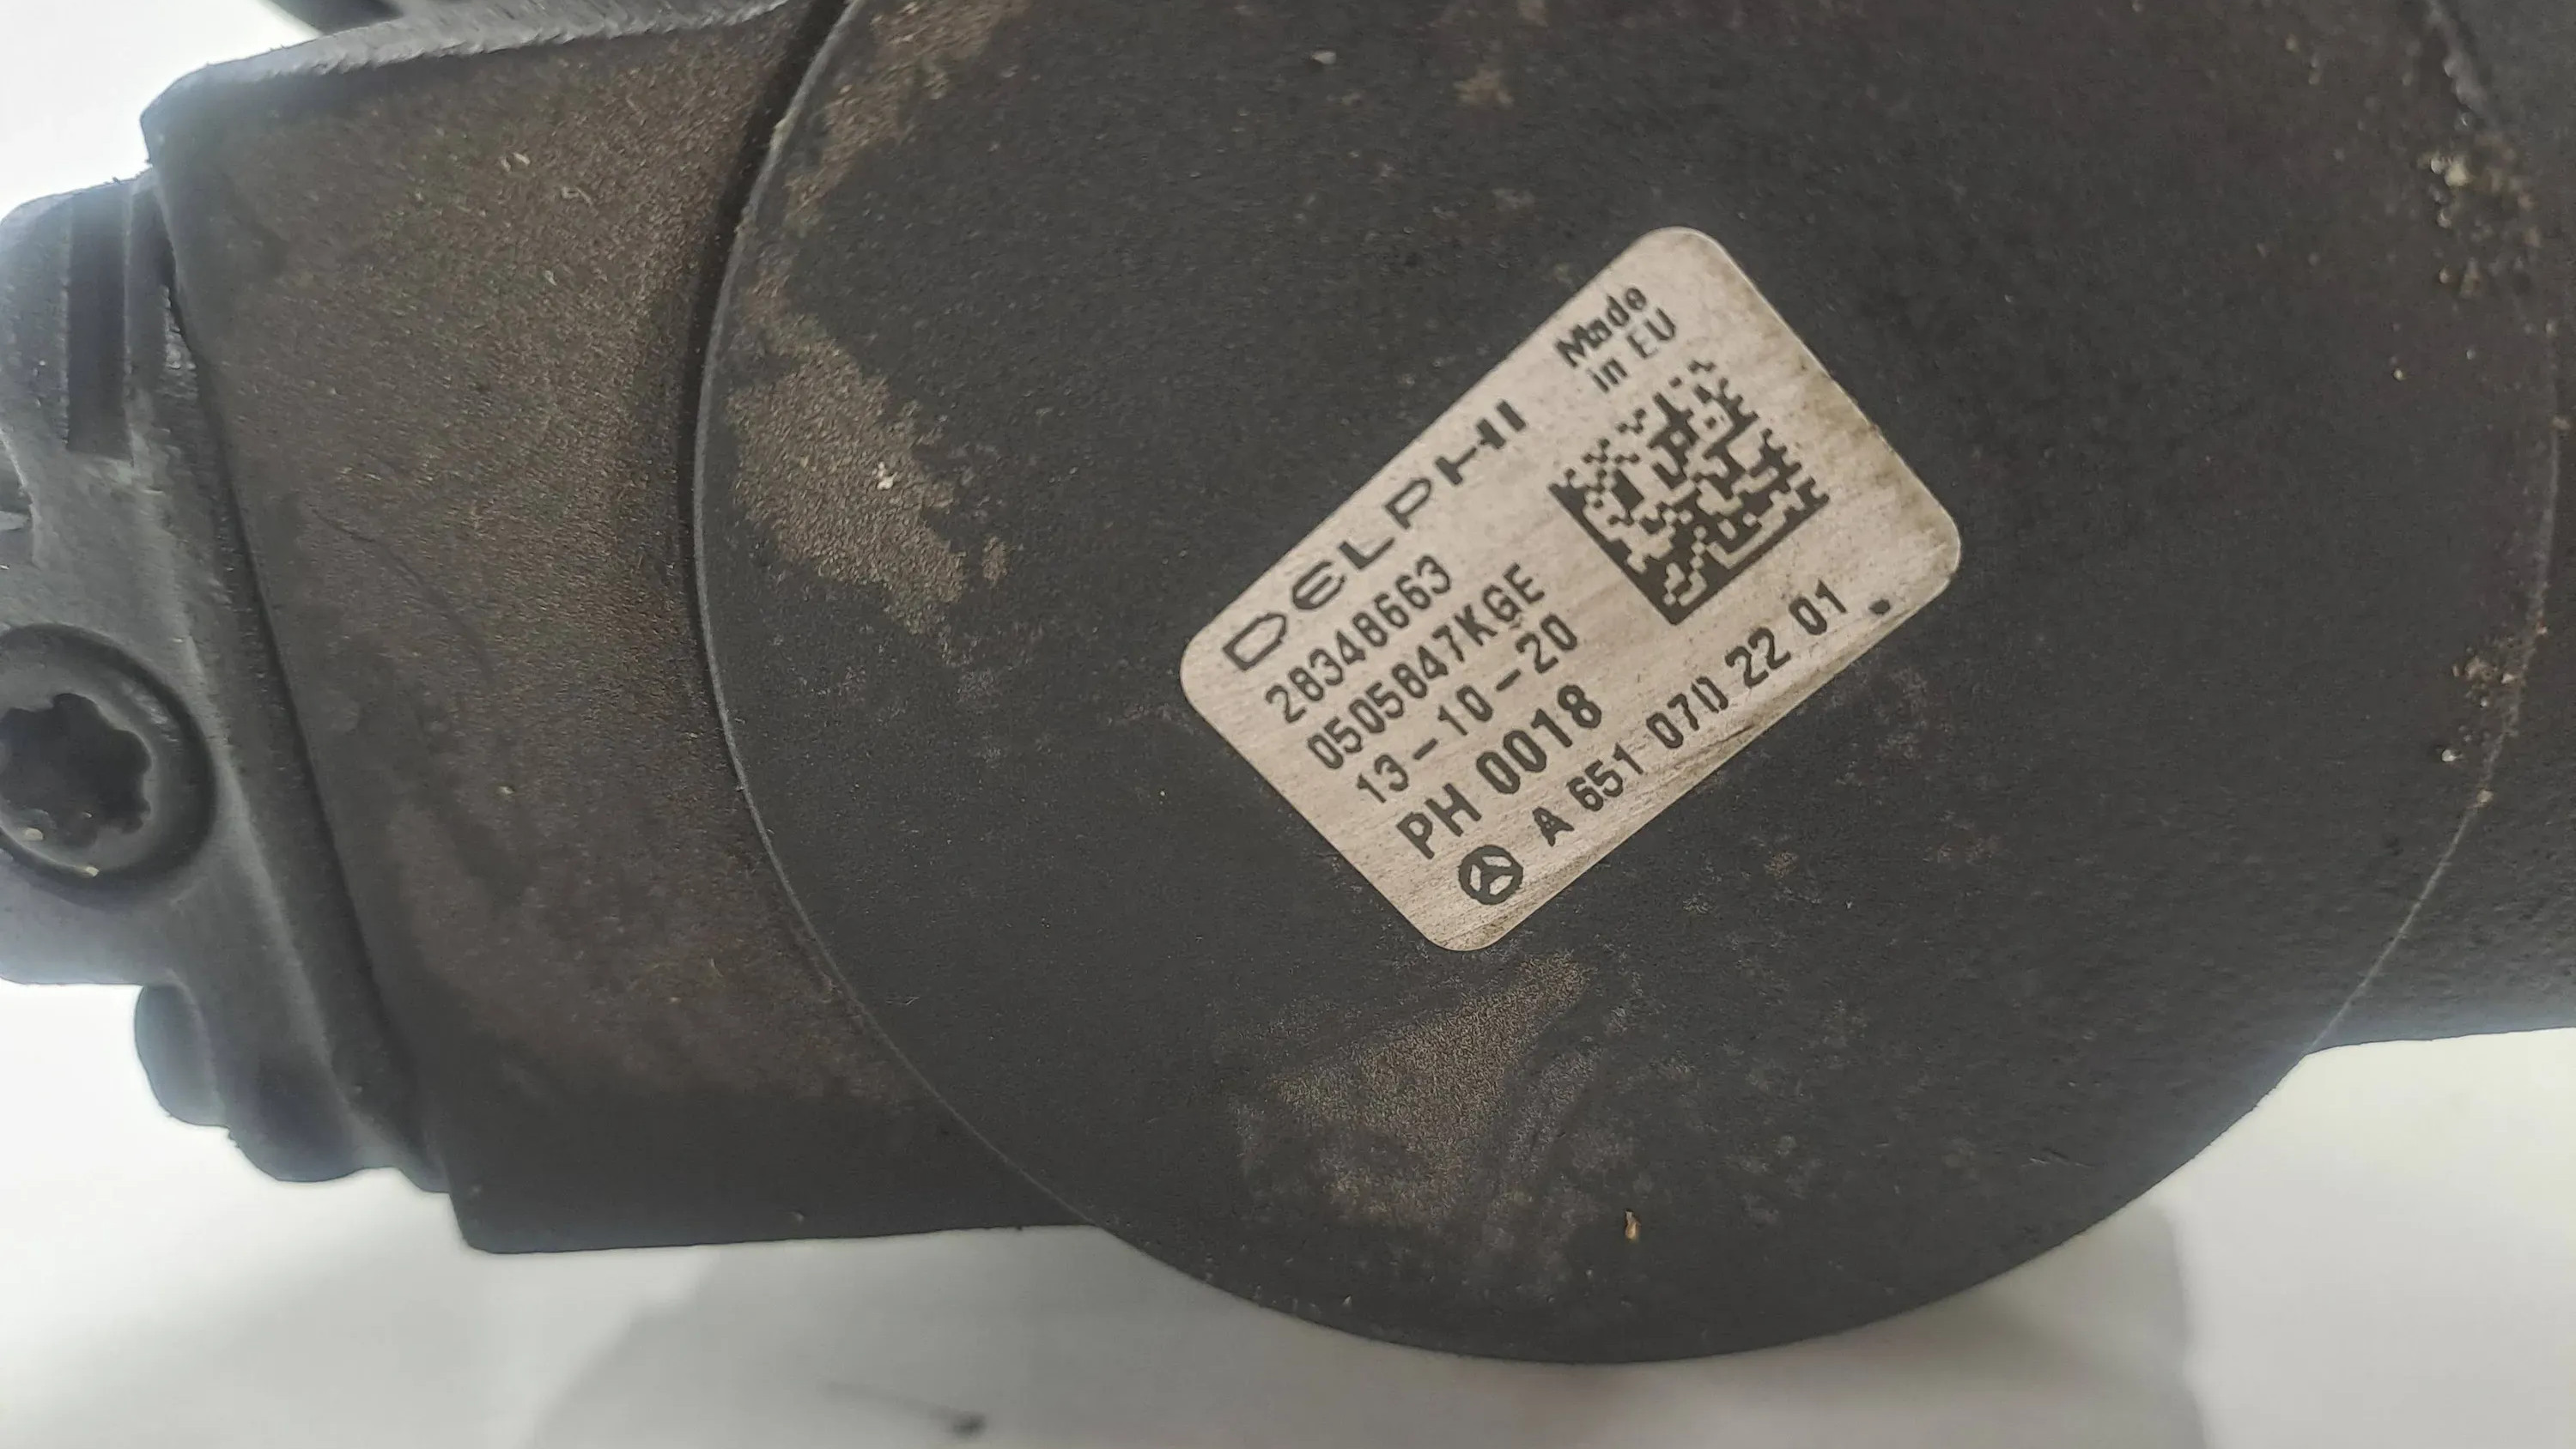 DELPHI
Made
in EU
28348663
0505847KGE
13-10-20
PH 0018
A 651 070 22 01